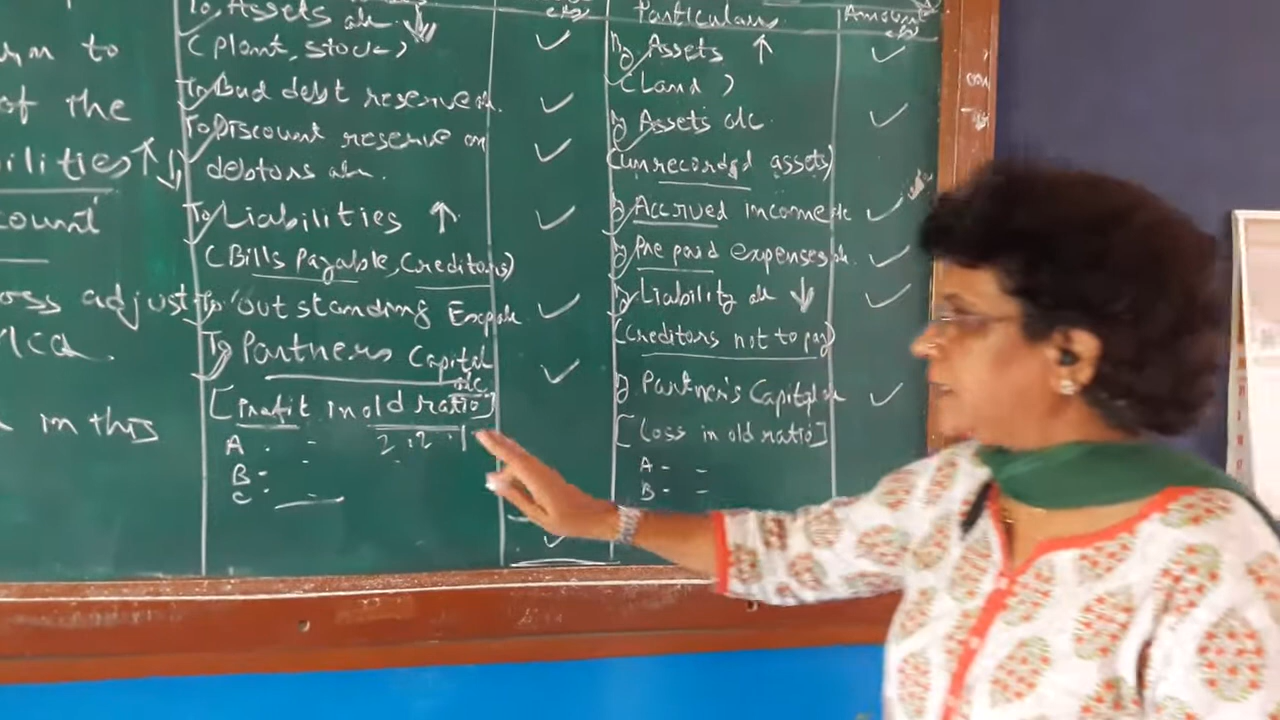 To Assets a/c ↓
(Plant, stock)
To Bad debt reserve a/c
To Discount reserve on
debtors a/c.
To Liabilities ↑
(Bills Payable, Creditors)
To Outstanding
To Partners Capital
a/c
[Profit in old ratio]
A - - 2:2:1
B -
C -
Particulars
By Assets ↑
(Land)
By Assets a/c
(unrecorded assets)
By Accrued income a/c
By Pre paid expenses a/c.
By Liability a/c ↓
(Creditors not to pay)
By Partner's Capital a/c
[Loss in old ratio]
A - -
B - -
Amount
to
of the
↑↓
oss adjust
in this